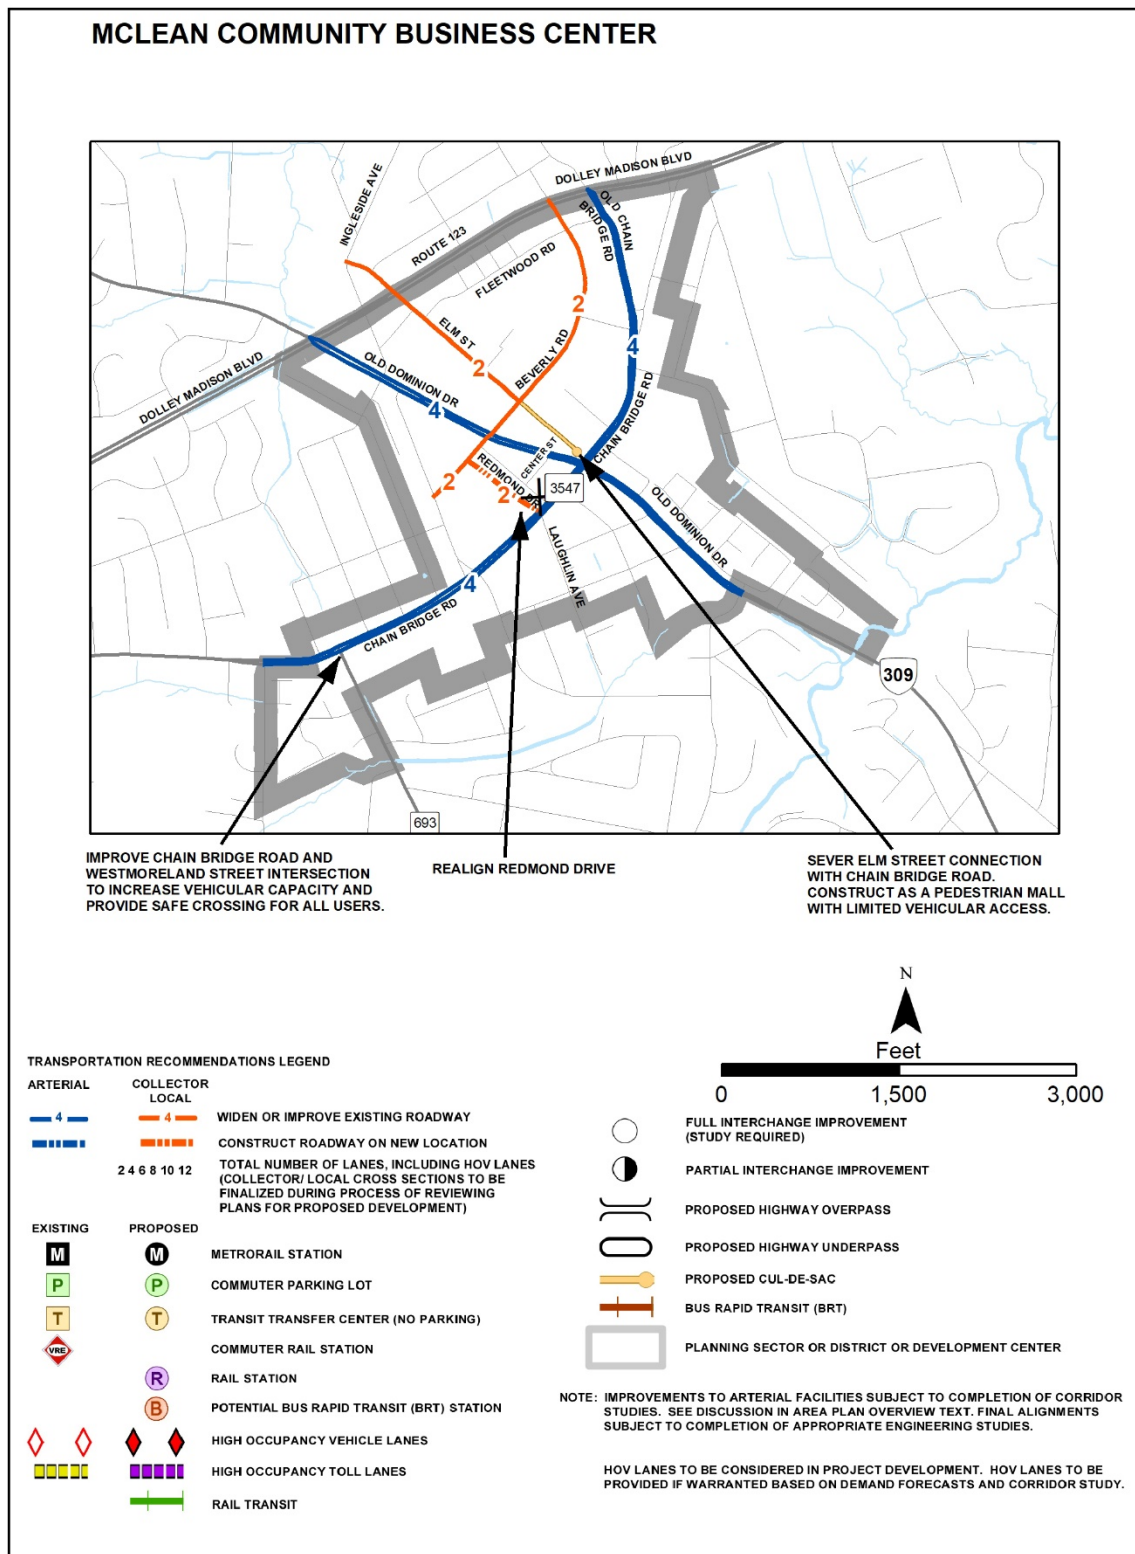 MCLEAN COMMUNITY BUSINESS CENTER
DOLLEY MADISON BLVD
INGLESIDE AVE
OLD CHAIN
BRIDGE RD
ROUTE 123
FLEETWOOD RD
2
ELM ST
DOLLEY MADISON BLVD
OLD DOMINION DR
BEVERLY RD
4
2
4
CHAIN BRIDGE RD
CENTER ST
REDMOND DR
2
2
3547
OLD DOMINION DR
LAUGHLIN AVE
4
CHAIN BRIDGE RD
309
693
IMPROVE CHAIN BRIDGE ROAD AND
WESTMORELAND STREET INTERSECTION
TO INCREASE VEHICULAR CAPACITY AND
PROVIDE SAFE CROSSING FOR ALL USERS.
REALIGN REDMOND DRIVE
SEVER ELM STREET CONNECTION
WITH CHAIN BRIDGE ROAD.
CONSTRUCT AS A PEDESTRIAN MALL
WITH LIMITED VEHICULAR ACCESS.
N
Feet
0 1,500 3,000
TRANSPORTATION RECOMMENDATIONS LEGEND
ARTERIAL COLLECTOR
LOCAL
4 4 WIDEN OR IMPROVE EXISTING ROADWAY
CONSTRUCT ROADWAY ON NEW LOCATION
2 4 6 8 10 12 TOTAL NUMBER OF LANES, INCLUDING HOV LANES
(COLLECTOR/ LOCAL CROSS SECTIONS TO BE
FINALIZED DURING PROCESS OF REVIEWING
PLANS FOR PROPOSED DEVELOPMENT)
EXISTING PROPOSED
M M METRORAIL STATION
P P COMMUTER PARKING LOT
T T TRANSIT TRANSFER CENTER (NO PARKING)
VRE COMMUTER RAIL STATION
R RAIL STATION
B POTENTIAL BUS RAPID TRANSIT (BRT) STATION
HIGH OCCUPANCY VEHICLE LANES
HIGH OCCUPANCY TOLL LANES
RAIL TRANSIT
FULL INTERCHANGE IMPROVEMENT
(STUDY REQUIRED)
PARTIAL INTERCHANGE IMPROVEMENT
PROPOSED HIGHWAY OVERPASS
PROPOSED HIGHWAY UNDERPASS
PROPOSED CUL-DE-SAC
BUS RAPID TRANSIT (BRT)
PLANNING SECTOR OR DISTRICT OR DEVELOPMENT CENTER
NOTE: IMPROVEMENTS TO ARTERIAL FACILITIES SUBJECT TO COMPLETION OF CORRIDOR
STUDIES. SEE DISCUSSION IN AREA PLAN OVERVIEW TEXT. FINAL ALIGNMENTS
SUBJECT TO COMPLETION OF APPROPRIATE ENGINEERING STUDIES.
HOV LANES TO BE CONSIDERED IN PROJECT DEVELOPMENT. HOV LANES TO BE
PROVIDED IF WARRANTED BASED ON DEMAND FORECASTS AND CORRIDOR STUDY.